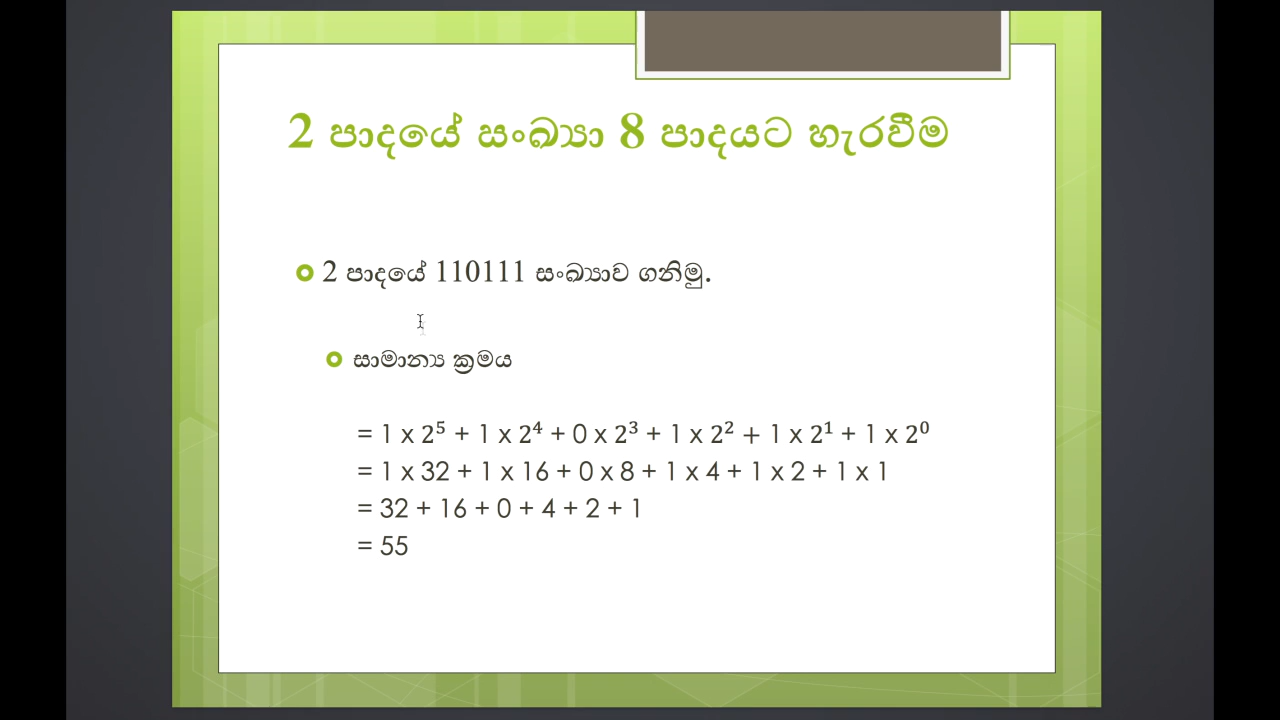 2 පාදයේ සංඛ්‍යා 8 පාදයට හැරවීම
2 පාදයේ 110111 සංඛ්‍යාව ගනිමු.
සාමාන්‍ය ක්‍රමය
= 1 x 2⁵ + 1 x 2⁴ + 0 x 2³ + 1 x 2² + 1 x 2¹ + 1 x 2⁰
= 1 x 32 + 1 x 16 + 0 x 8 + 1 x 4 + 1 x 2 + 1 x 1
= 32 + 16 + 0 + 4 + 2 + 1
= 55